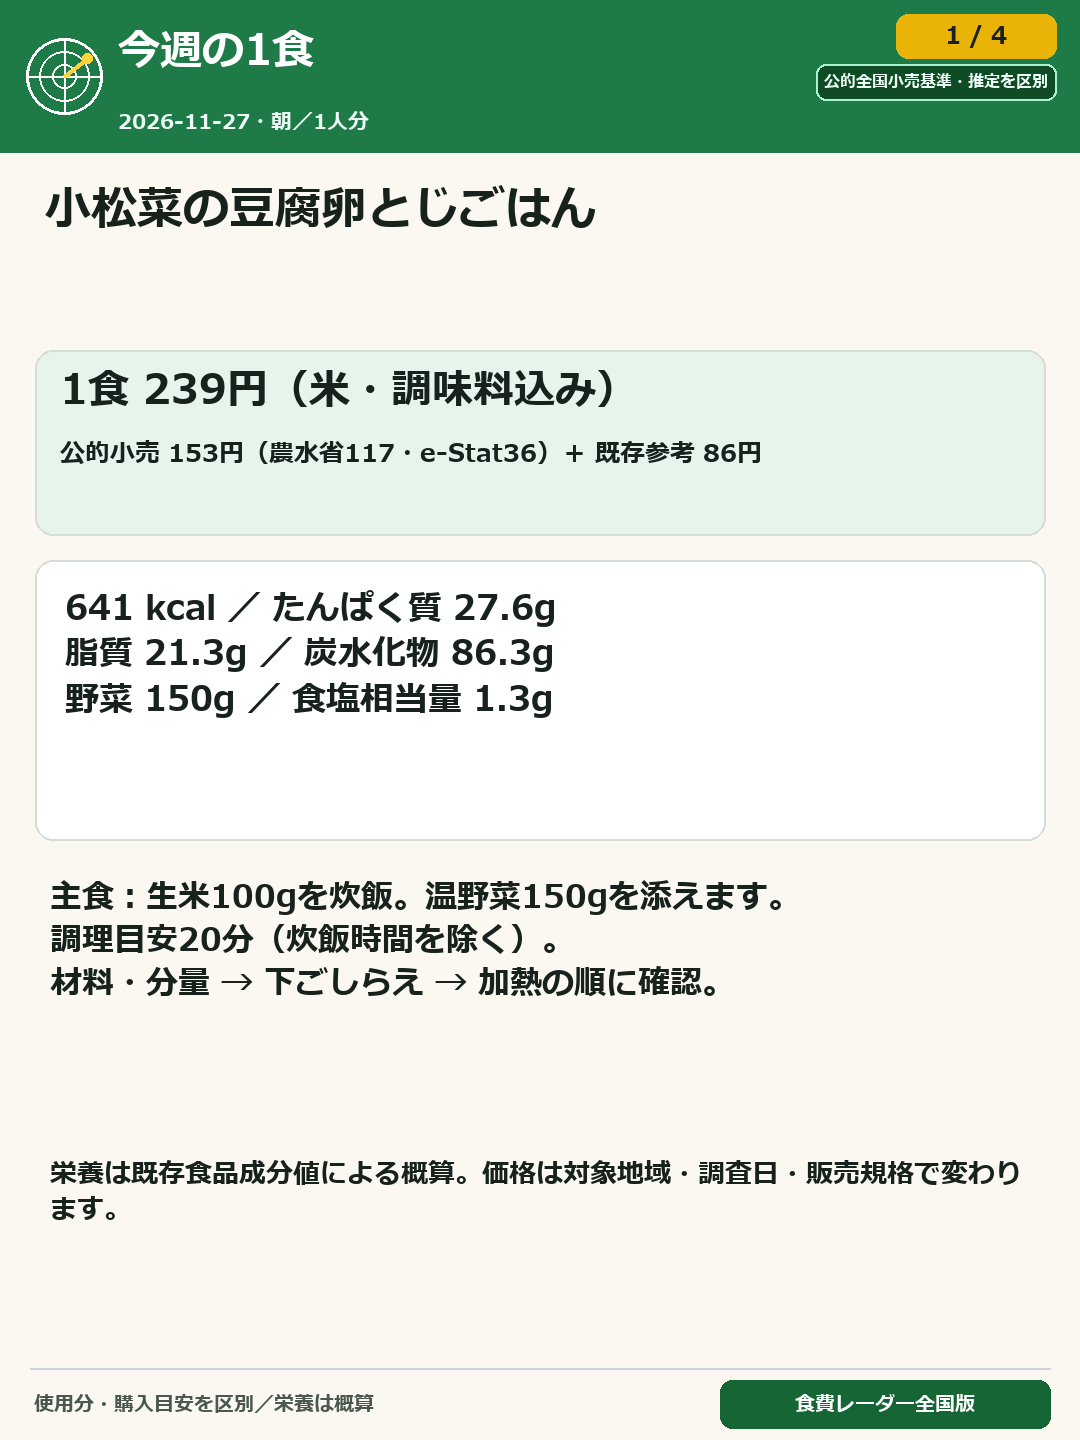 今週の1食
2026-11-27・朝／1人分
1 / 4
公的全国小売基準・推定を区別
小松菜の豆腐卵とじごはん
1食 239円（米・調味料込み）
公的小売 153円（農水省117・e-Stat36）＋ 既存参考 86円
641 kcal ／ たんぱく質 27.6g
脂質 21.3g ／ 炭水化物 86.3g
野菜 150g ／ 食塩相当量 1.3g
主食：生米100gを炊飯。温野菜150gを添えます。
調理目安20分（炊飯時間を除く）。
材料・分量 → 下ごしらえ → 加熱の順に確認。
栄養は既存食品成分値による概算。価格は対象地域・調査日・販売規格で変わり
ます。
使用分・購入目安を区別／栄養は概算
食費レーダー全国版